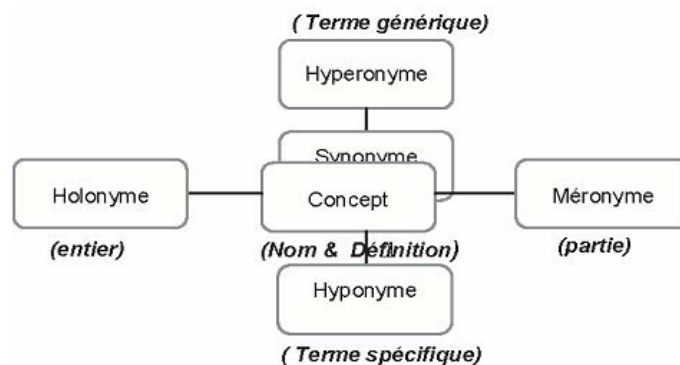 ( Terme générique)
Hyperonyme
Synonyme
Holonyme
Concept
Méronyme
(entier)
(Nom & Définition)
(partie)
Hyponyme
( Terme spécifique)